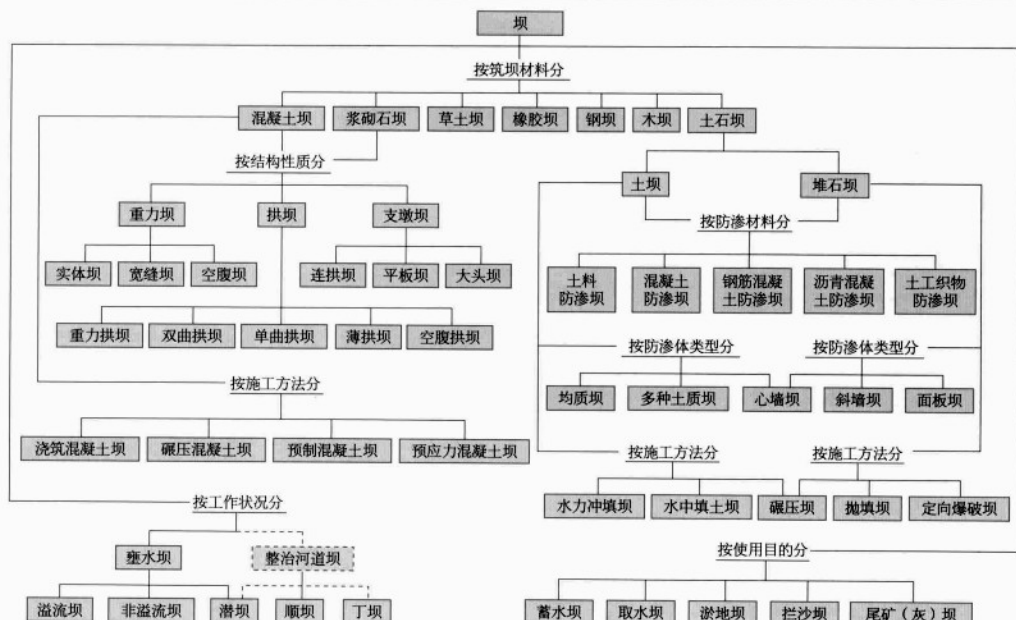 坝
按筑坝材料分
混凝土坝
浆砌石坝
草土坝
橡胶坝
钢坝
木坝
土石坝
按结构性质分
土坝
堆石坝
重力坝
拱坝
支墩坝
按防渗材料分
实体坝
宽缝坝
空腹坝
连拱坝
平板坝
大头坝
土料
防渗坝
混凝土
防渗坝
钢筋混凝
土防渗坝
沥青混凝
土防渗坝
土工织物
防渗坝
重力拱坝
双曲拱坝
单曲拱坝
薄拱坝
空腹拱坝
按防渗体类型分
按防渗体类型分
按施工方法分
均质坝
多种土质坝
心墙坝
斜墙坝
面板坝
浇筑混凝土坝
碾压混凝土坝
预制混凝土坝
预应力混凝土坝
按施工方法分
按施工方法分
按工作状况分
水力冲填坝
水中填土坝
碾压坝
抛填坝
定向爆破坝
壅水坝
整治河道坝
按使用目的分
溢流坝
非溢流坝
潜坝
顺坝
丁坝
蓄水坝
取水坝
淤地坝
拦沙坝
尾矿（灰）坝